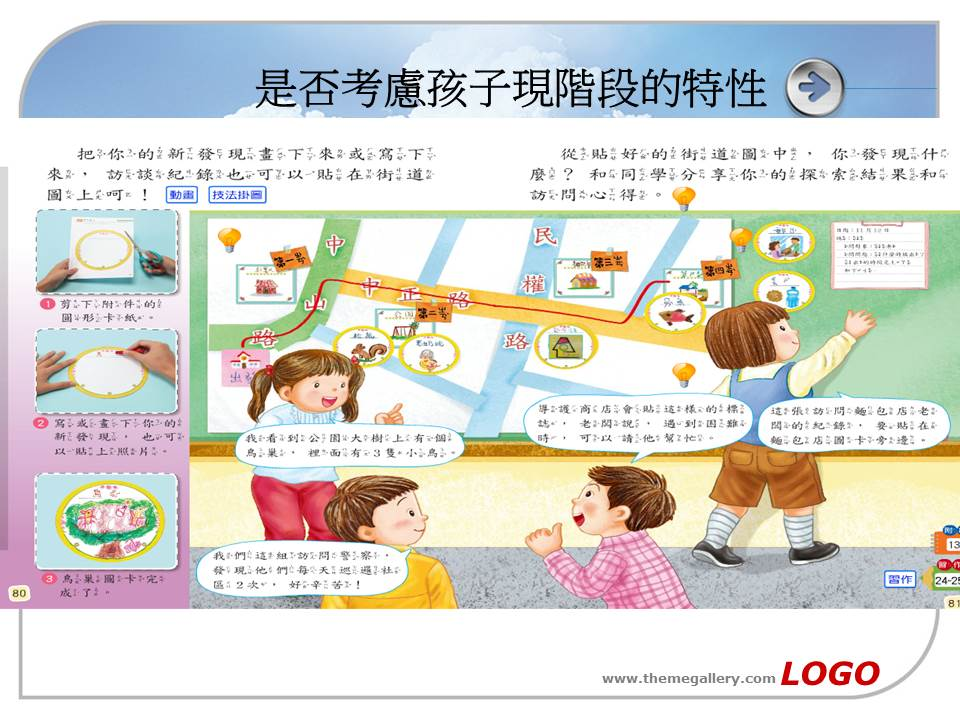 是否考慮孩子現階段的特性
把你的新發現畫下來或寫下
來，訪談紀錄也可以貼在街道
圖上呵！ 動畫 技法掛圖
從貼好的街道圖中，你發現什
麼？和同學分享你的探索結果和
訪問心得。
1 剪下附件的
圖形卡紙。
2 寫或畫下你的
新發現，也可
以貼上照片。
3 鳥巢圖卡完
成了。
80
中
山
路
中正路
民
權
路
第一步
第二步
第三步
第四步
公園
我看到公園大樹上有個
鳥巢，裡面有3隻小鳥。
導護商店會貼這樣的標
誌，老闆說，遇到困難
時，可以請他幫忙。
這張訪問麵包店老
闆的紀錄，要貼在
麵包店圖卡旁邊。
我們這組訪問警察，
發現他們每天巡邏社
區2次，好辛苦！
習作
13
24-25
81
www.themegallery.com
LOGO